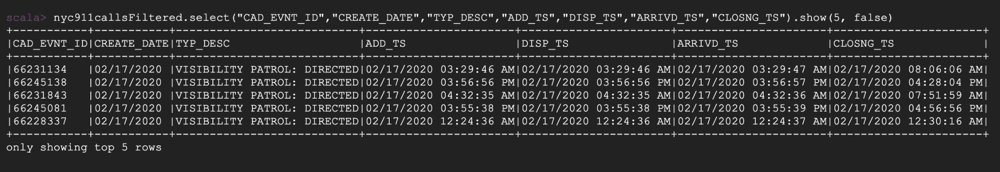 scala> nyc911callsFiltered.select("CAD_EVNT_ID","CREATE_DATE","TYP_DESC","ADD_TS","DISP_TS","ARRIVD_TS","CLOSNG_TS").show(5, false)
+-----------+-----------+---------------------------+----------------------+----------------------+----------------------+----------------------+
|CAD_EVNT_ID|CREATE_DATE|TYP_DESC                   |ADD_TS                |DISP_TS               |ARRIVD_TS             |CLOSNG_TS             |
+-----------+-----------+---------------------------+----------------------+----------------------+----------------------+----------------------+
|66231134   |02/17/2020 |VISIBILITY PATROL: DIRECTED|02/17/2020 03:29:46 AM|02/17/2020 03:29:46 AM|02/17/2020 03:29:47 AM|02/17/2020 08:06:06 AM|
|66245138   |02/17/2020 |VISIBILITY PATROL: DIRECTED|02/17/2020 03:56:56 PM|02/17/2020 03:56:56 PM|02/17/2020 03:56:57 PM|02/17/2020 04:28:04 PM|
|66231843   |02/17/2020 |VISIBILITY PATROL: DIRECTED|02/17/2020 04:32:35 AM|02/17/2020 04:32:35 AM|02/17/2020 04:32:36 AM|02/17/2020 07:51:59 AM|
|66245081   |02/17/2020 |VISIBILITY PATROL: DIRECTED|02/17/2020 03:55:38 PM|02/17/2020 03:55:38 PM|02/17/2020 03:55:39 PM|02/17/2020 04:56:56 PM|
|66228337   |02/17/2020 |VISIBILITY PATROL: DIRECTED|02/17/2020 12:24:36 AM|02/17/2020 12:24:36 AM|02/17/2020 12:24:37 AM|02/17/2020 12:30:16 AM|
+-----------+-----------+---------------------------+----------------------+----------------------+----------------------+----------------------+
only showing top 5 rows